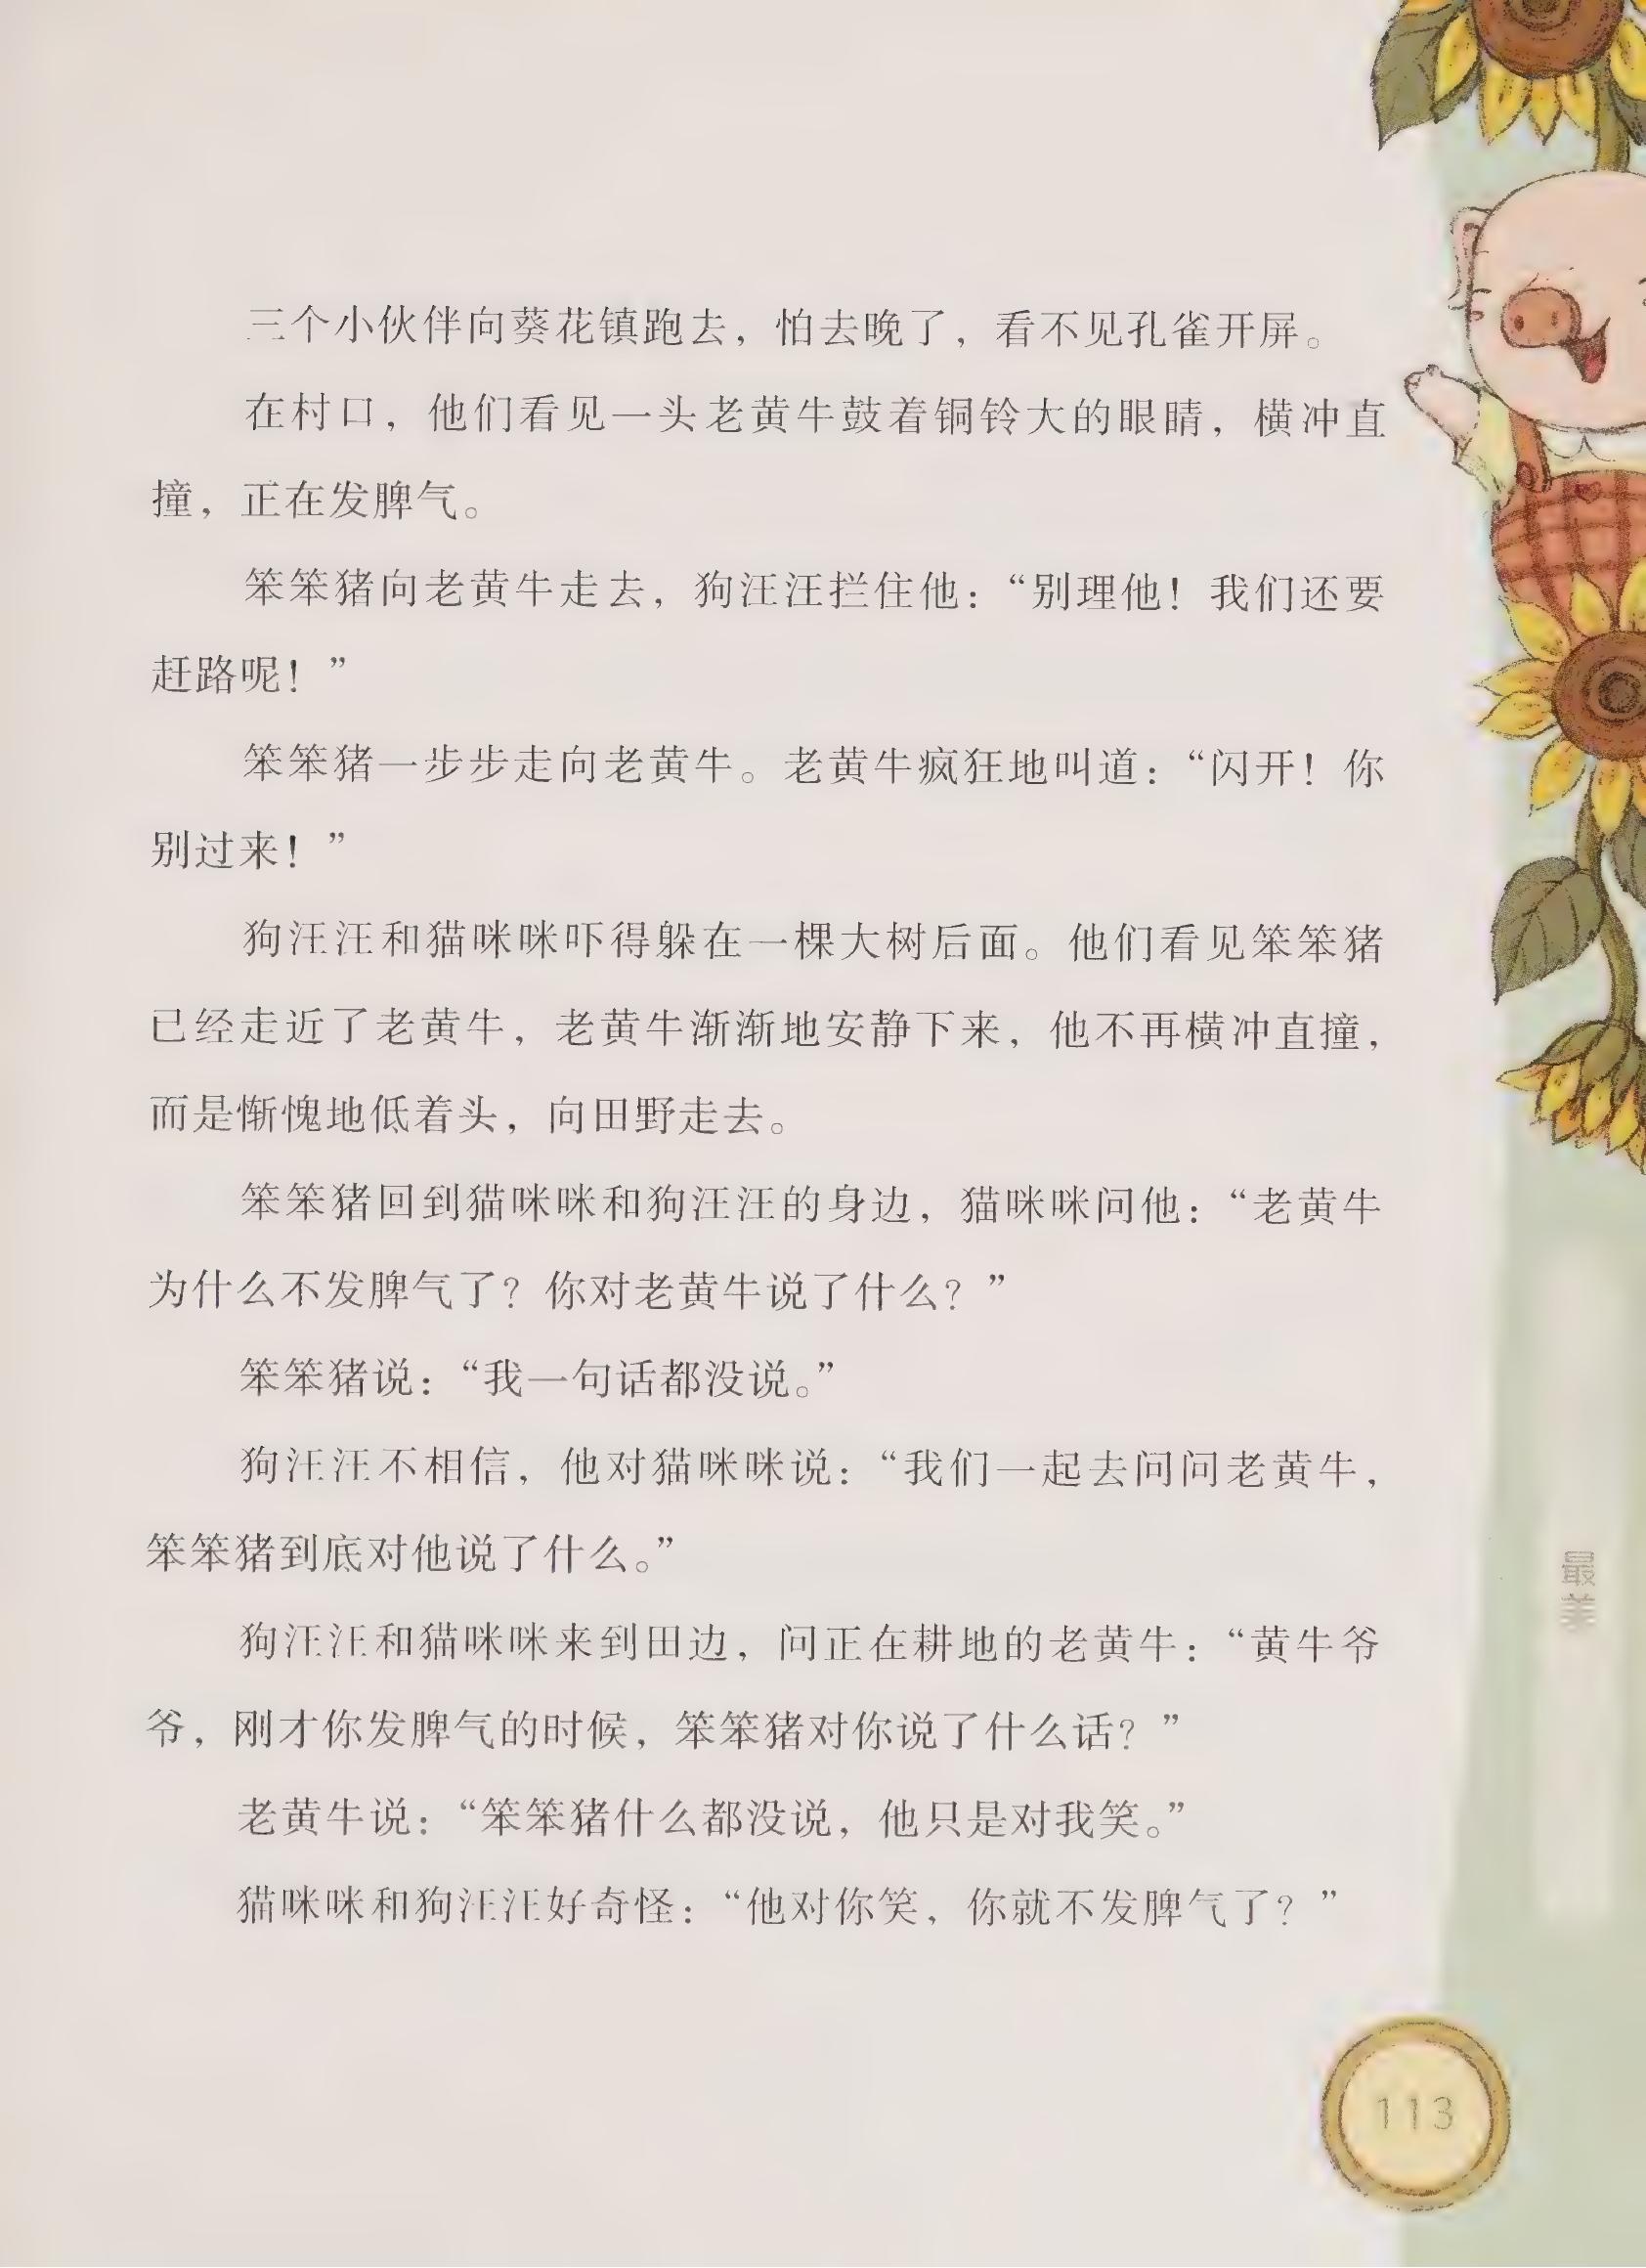 三个小伙伴向葵花镇跑去，怕去晚了，看不见孔雀开屏。
在村口，他们看见一头老黄牛鼓着铜铃大的眼睛，横冲直
撞，正在发脾气。
笨笨猪向老黄牛走去，狗汪汪拦住他：“别理他！我们还要
赶路呢！”
笨笨猪一步步走向老黄牛。老黄牛疯狂地叫道：“闪开！你
别过来！”
狗汪汪和猫咪咪吓得躲在一棵大树后面。他们看见笨笨猪
已经走近了老黄牛，老黄牛渐渐地安静下来，他不再横冲直撞，
而是惭愧地低着头，向田野走去。
笨笨猪回到猫咪咪和狗汪汪的身边，猫咪咪问他：“老黄牛
为什么不发脾气了？你对老黄牛说了什么？”
笨笨猪说：“我一句话都没说。”
狗汪汪不相信，他对猫咪咪说：“我们一起去问问老黄牛，
笨笨猪到底对他说了什么。”
狗汪汪和猫咪咪来到田边，问正在耕地的老黄牛：“黄牛爷
爷，刚才你发脾气的时候，笨笨猪对你说了什么话？”
老黄牛说：“笨笨猪什么都没说，他只是对我笑。”
猫咪咪和狗汪汪好奇怪：“他对你笑，你就不发脾气了？”
最美
113